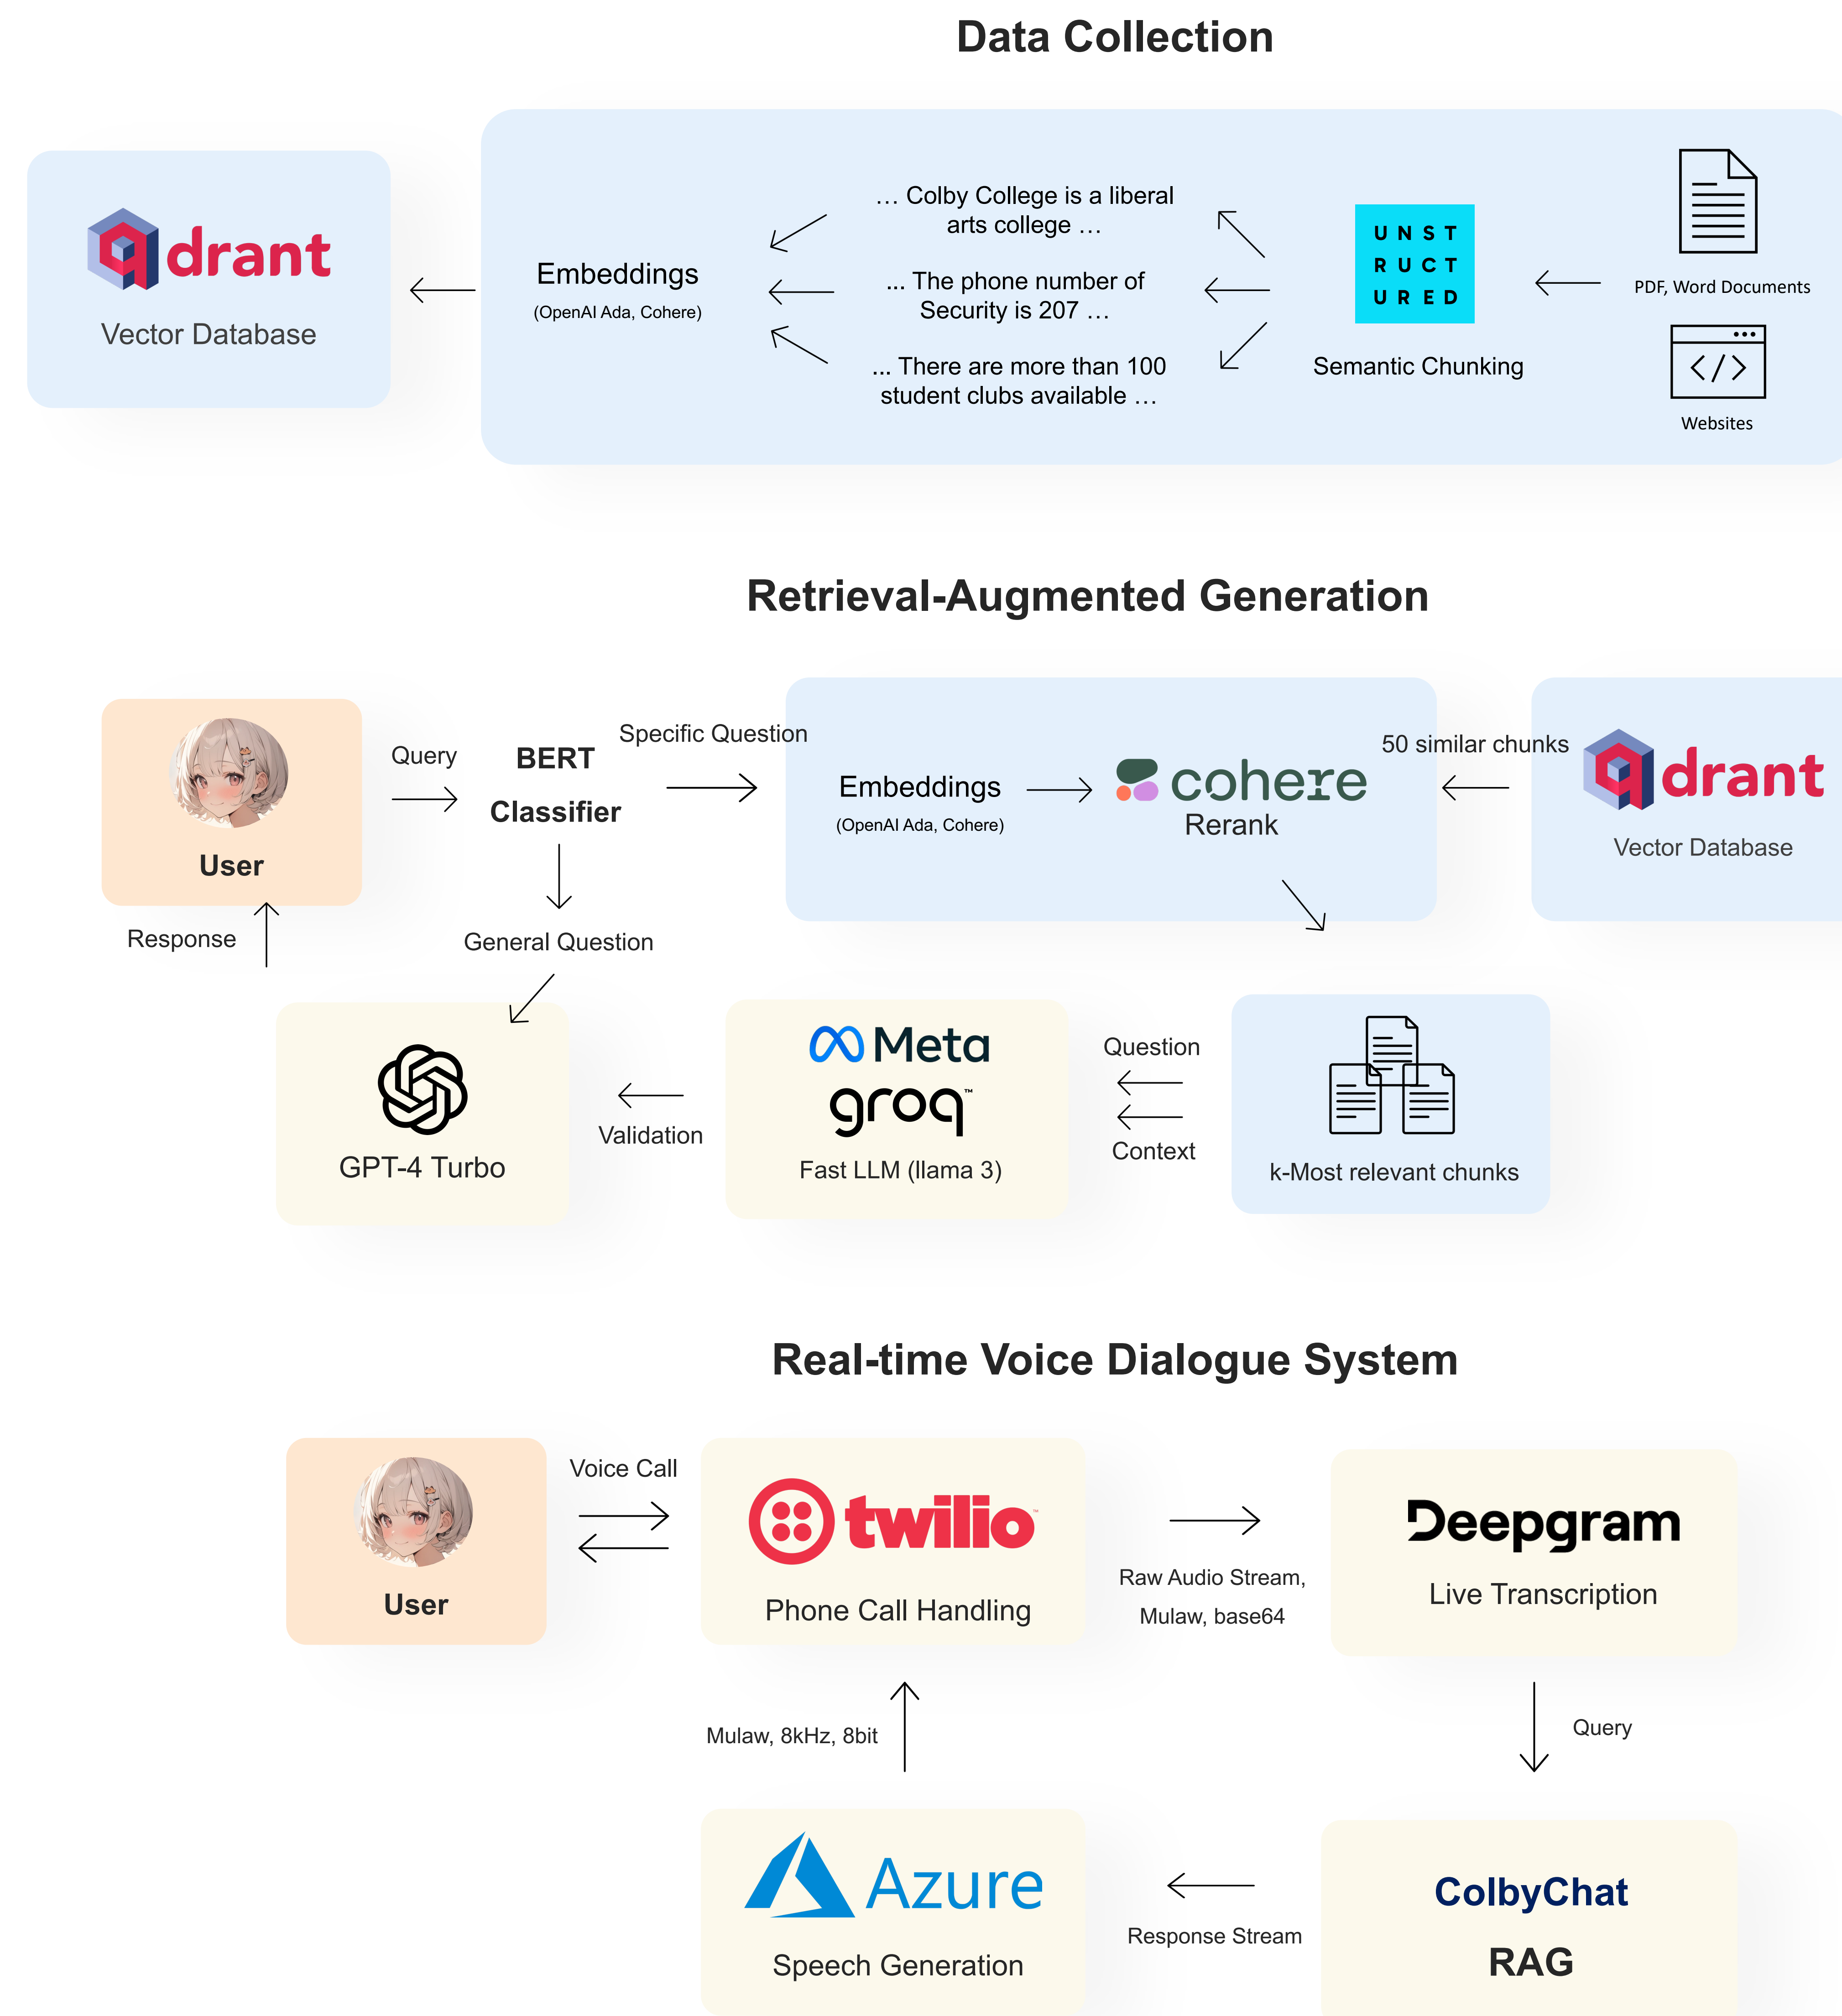 Data Collection
qdrant
Vector Database
Embeddings
(OpenAI Ada, Cohere)
… Colby College is a liberal
arts college …
... The phone number of
Security is 207 …
... There are more than 100
student clubs available …
UNST
RUCT
URED
Semantic Chunking
PDF, Word Documents
</>
Websites
Retrieval-Augmented Generation
User
Query
BERT
Classifier
Specific Question
Embeddings
(OpenAI Ada, Cohere)
cohere
Rerank
50 similar chunks
qdrant
Vector Database
Response
General Question
GPT-4 Turbo
Validation
Meta
groq™
Fast LLM (llama 3)
Question
Context
k-Most relevant chunks
Real-time Voice Dialogue System
User
Voice Call
twilio™
Phone Call Handling
Raw Audio Stream,
Mulaw, base64
Deepgram
Live Transcription
Mulaw, 8kHz, 8bit
Query
Azure
Speech Generation
Response Stream
ColbyChat
RAG